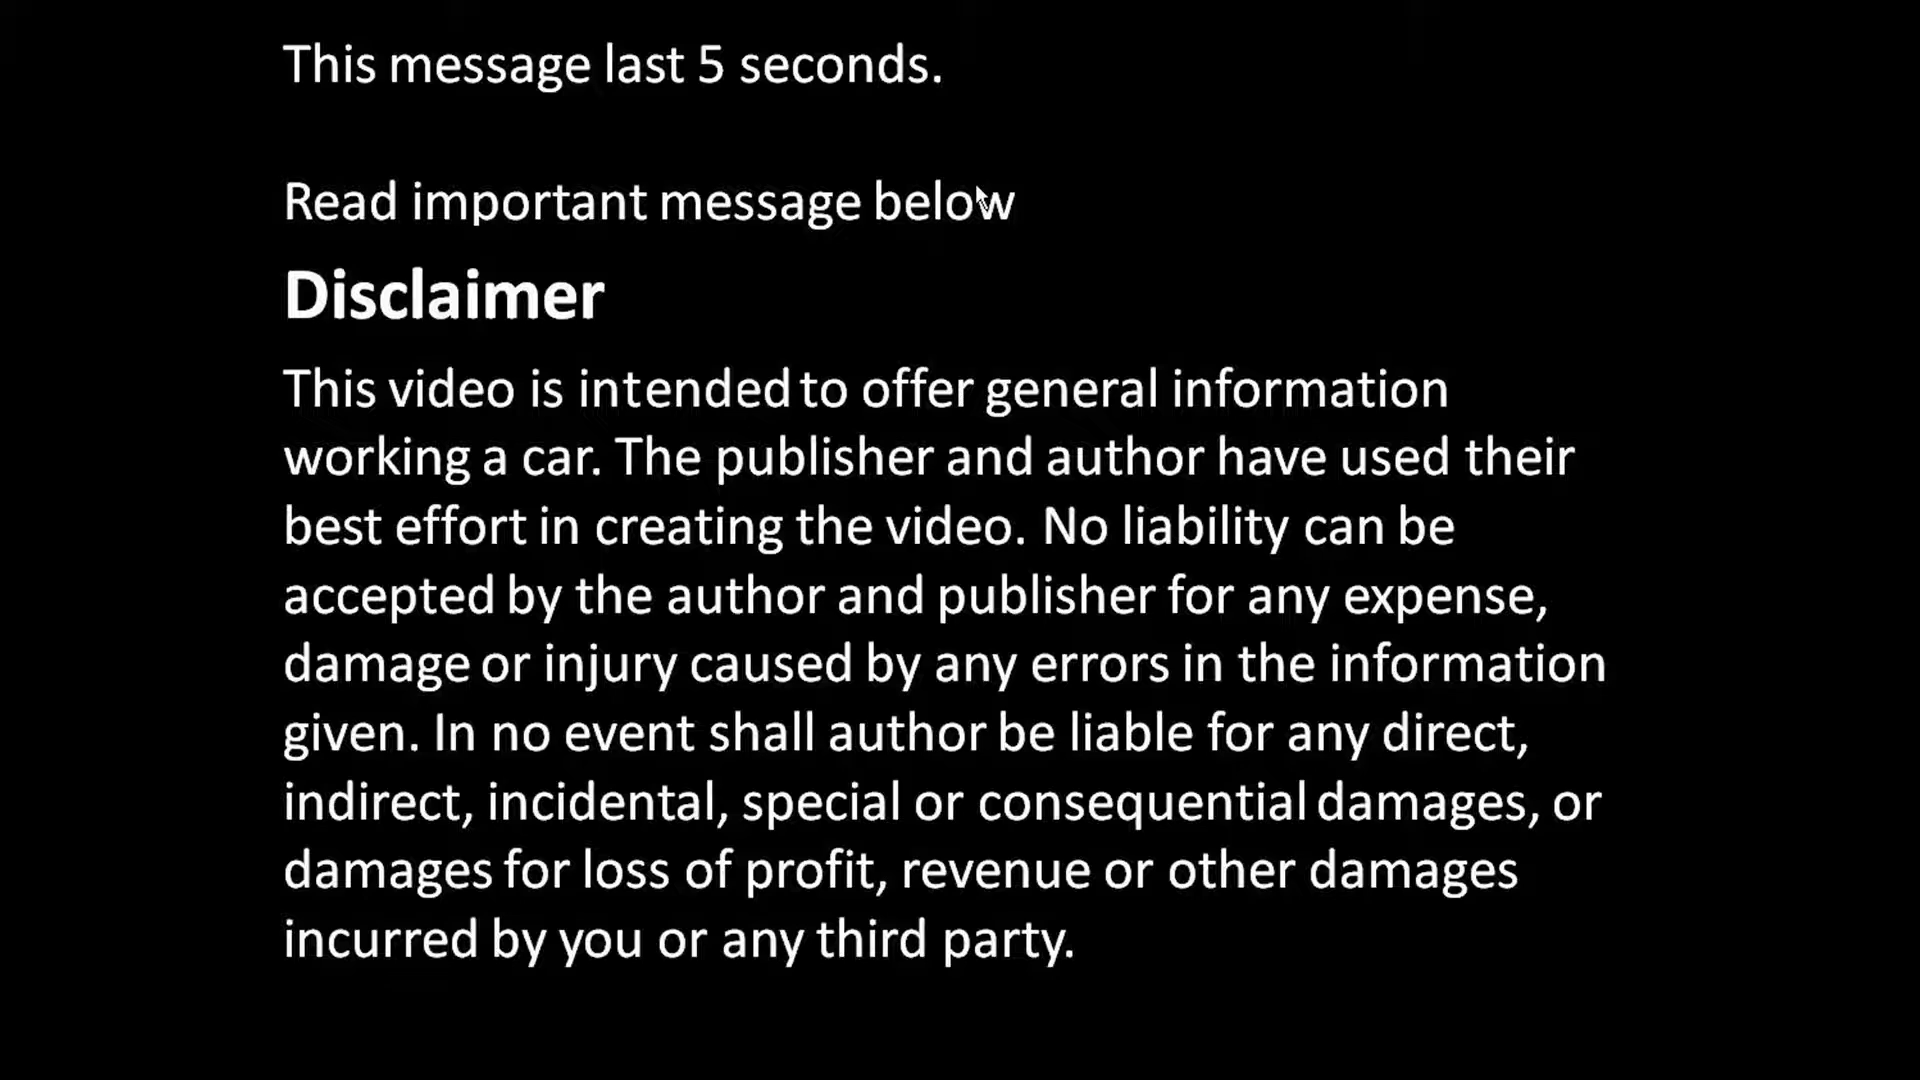 This message last 5 seconds.
Read important message below
Disclaimer
This video is intended to offer general information
working a car. The publisher and author have used their
best effort in creating the video. No liability can be
accepted by the author and publisher for any expense,
damage or injury caused by any errors in the information
given. In no event shall author be liable for any direct,
indirect, incidental, special or consequential damages, or
damages for loss of profit, revenue or other damages
incurred by you or any third party.